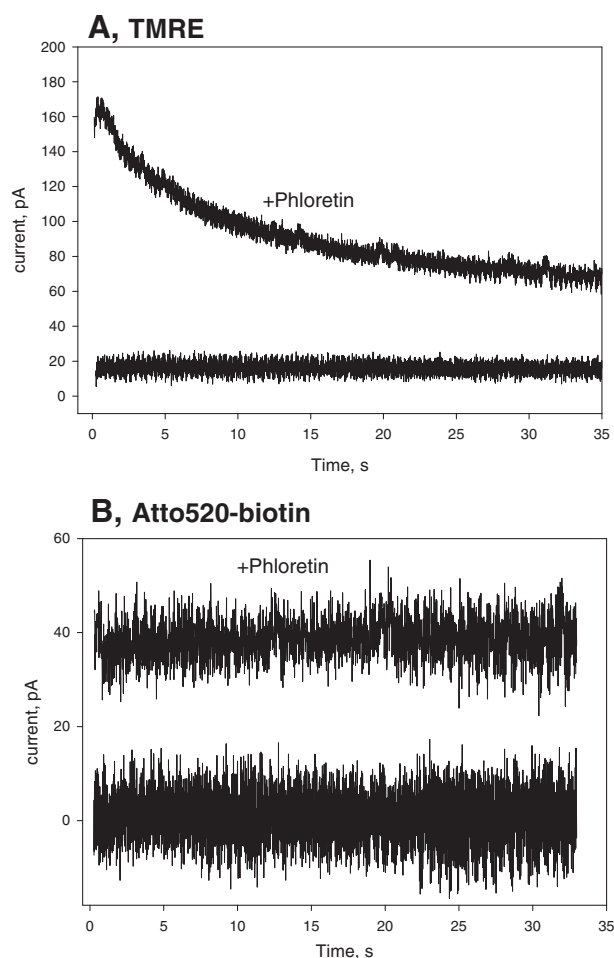 A, TMRE
200
180
160
140
120
100
80
60
40
20
0
current, pA
+Phloretin
0 5 10 15 20 25 30 35
Time, s
B, Atto520-biotin
60
40
20
0
current, pA
+Phloretin
0 5 10 15 20 25 30 35
Time, s